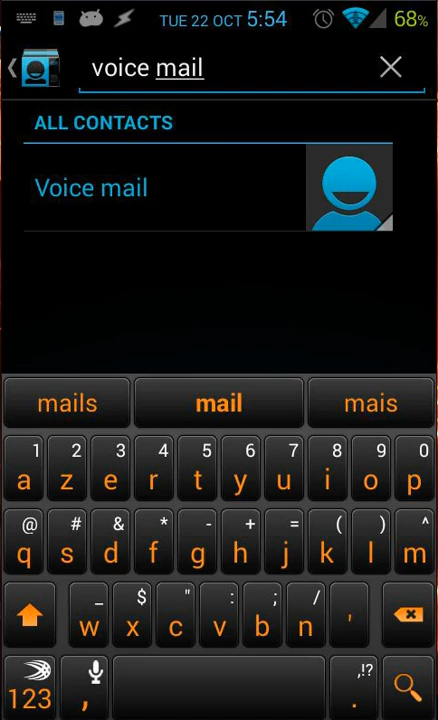 TUE 22 OCT 5:54 68%
voice mail
ALL CONTACTS
Voice mail
mails mail mais
1 2 3 4 5 6 7 8 9 0
a z e r t y u i o p
@ # & * - + = ( ) ^
q s d f g h j k l m
_ $ " : ; /
w x c v b n '
,!?
123 , .